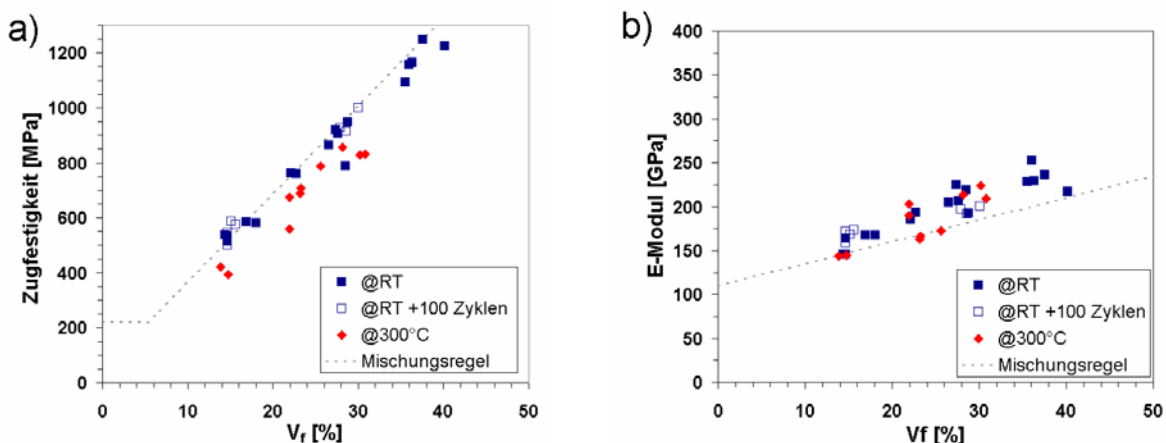 a)
Zugfestigkeit [MPa]
1200
1000
800
600
400
200
0
0 10 20 30 40 50
V_f [%]
@RT
@RT +100 Zyklen
@300°C
Mischungsregel
b)
E-Modul [GPa]
400
350
300
250
200
150
100
50
0
0 10 20 30 40 50
Vf [%]
@RT
@RT +100 Zyklen
@300°C
Mischungsregel